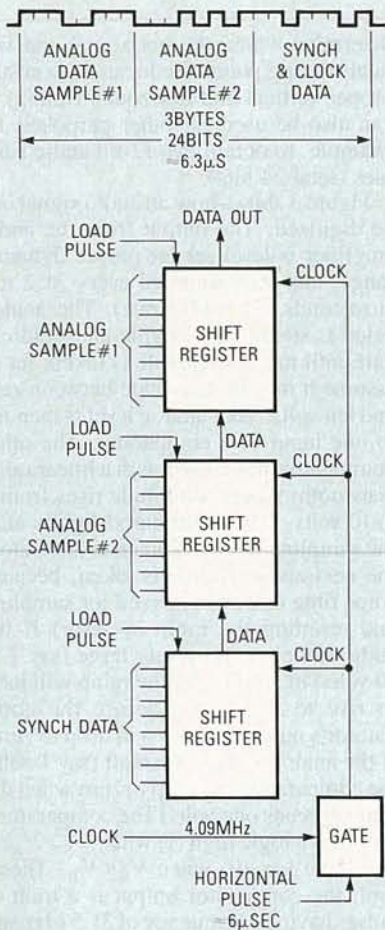 ANALOG DATA SAMPLE#1
ANALOG DATA SAMPLE#2
SYNCH & CLOCK DATA
3BYTES
24BITS
≈6.3µS
DATA OUT
LOAD PULSE
CLOCK
ANALOG SAMPLE#1
SHIFT REGISTER
LOAD PULSE
DATA
CLOCK
ANALOG SAMPLE#2
SHIFT REGISTER
LOAD PULSE
DATA
CLOCK
SYNCH DATA
SHIFT REGISTER
CLOCK
4.09MHz
GATE
HORIZONTAL PULSE
≈6µSEC